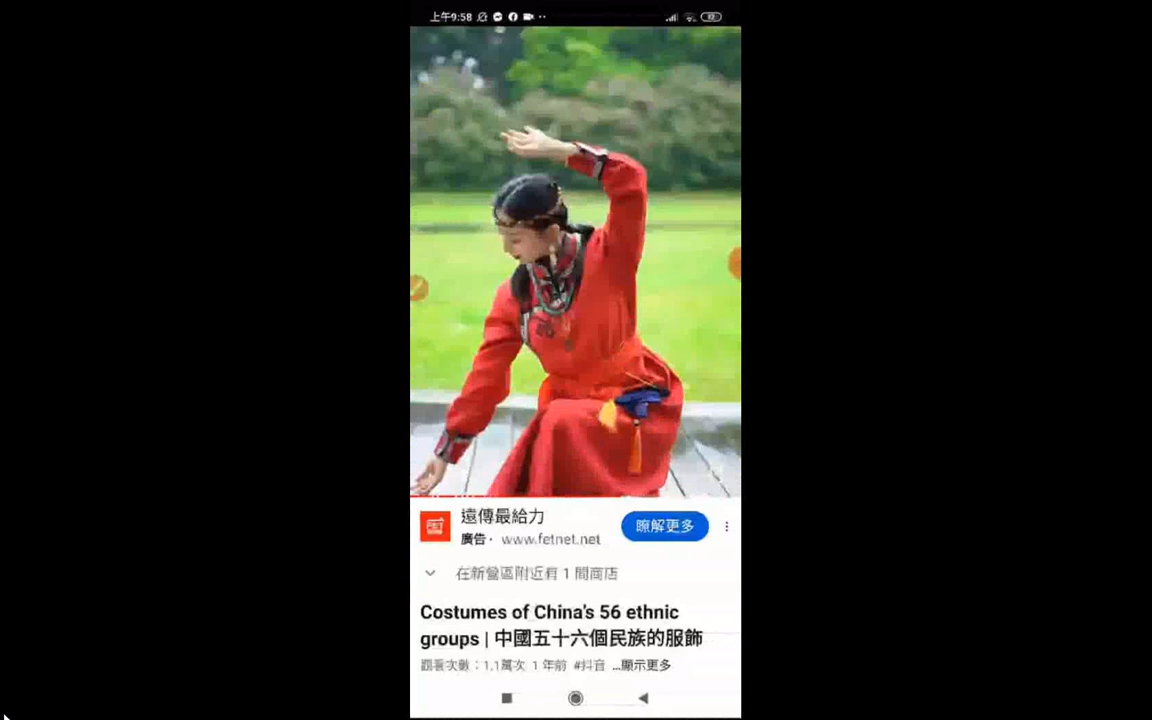 上午9:58
82
遠傳最給力
廣告 · www.fetnet.net
瞭解更多
在新營區附近有 1 間商店
Costumes of China's 56 ethnic
groups | 中國五十六個民族的服飾
觀看次數：1.1萬次 1 年前 #抖音 ...顯示更多